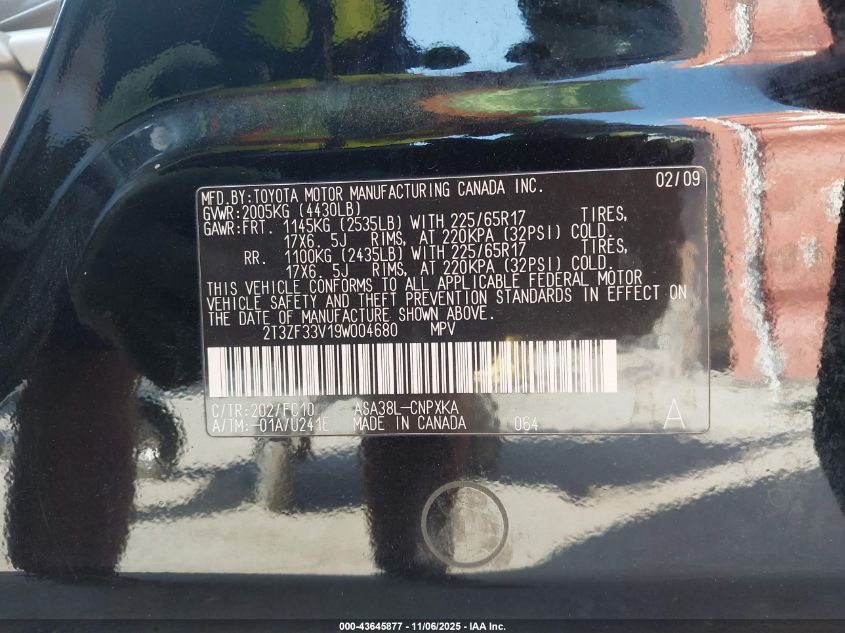 MFD.BY:TOYOTA MOTOR MANUFACTURING CANADA INC. 02/09
GVWR:2005KG (4430LB)
GAWR:FRT. 1145KG (2535LB) WITH 225/65R17 TIRES,
17X6. 5J RIMS, AT 220KPA (32PSI) COLD.
RR. 1100KG (2435LB) WITH 225/65R17 TIRES,
17X6. 5J RIMS, AT 220KPA (32PSI) COLD.
THIS VEHICLE CONFORMS TO ALL APPLICABLE FEDERAL MOTOR
VEHICLE SAFETY AND THEFT PREVENTION STANDARDS IN EFFECT ON
THE DATE OF MANUFACTURE SHOWN ABOVE.
2T3ZF33V19W004680 MPV
C/TR:202/FC10 ASA38L-CNPXKA
A/TM:-01A/U241E MADE IN CANADA 064 A
000-43645877 - 11/06/2025 - IAA Inc.